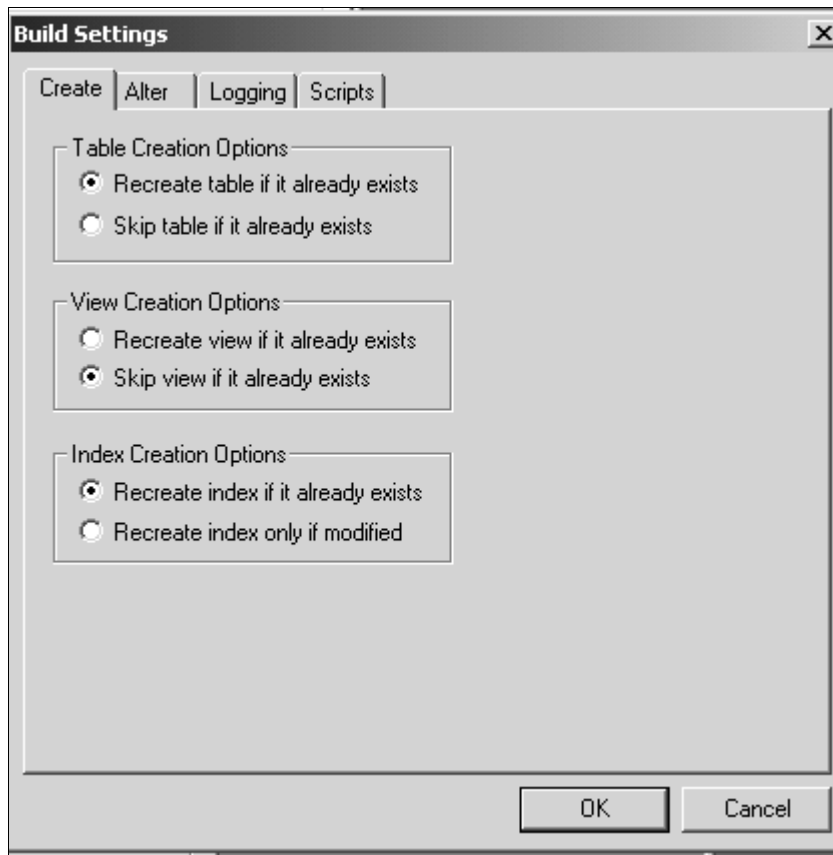 Build Settings
Create Alter Logging Scripts
Table Creation Options
Recreate table if it already exists
Skip table if it already exists
View Creation Options
Recreate view if it already exists
Skip view if it already exists
Index Creation Options
Recreate index if it already exists
Recreate index only if modified
OK Cancel